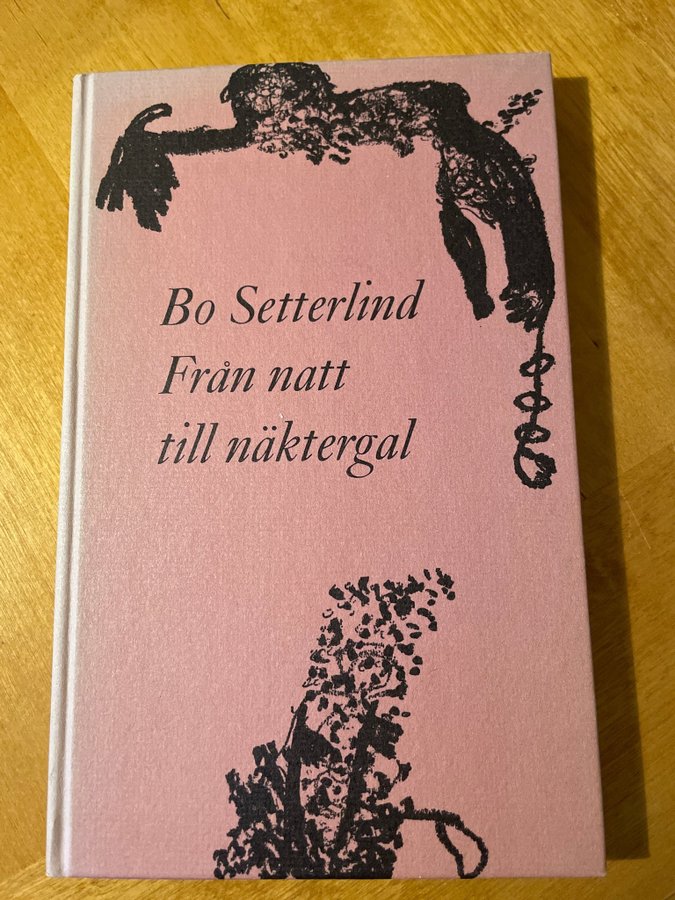 Bo Setterlind
Från natt
till näktergal